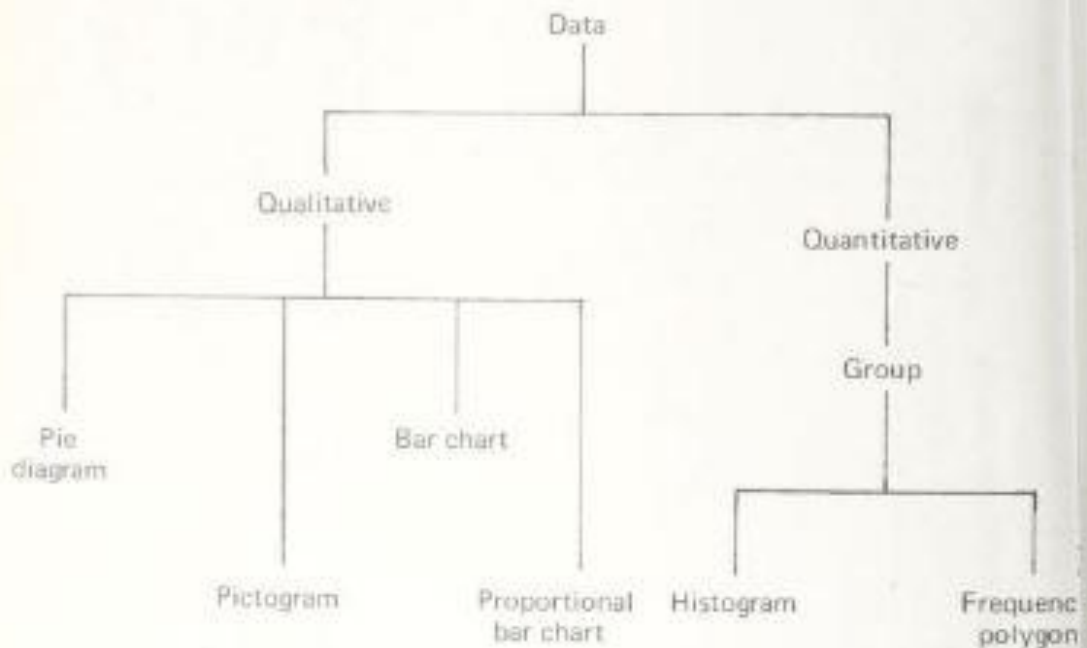 Data
Qualitative
Quantitative
Group
Pie
diagram
Bar chart
Pictogram
Proportional
bar chart
Histogram
Frequenc
polygon